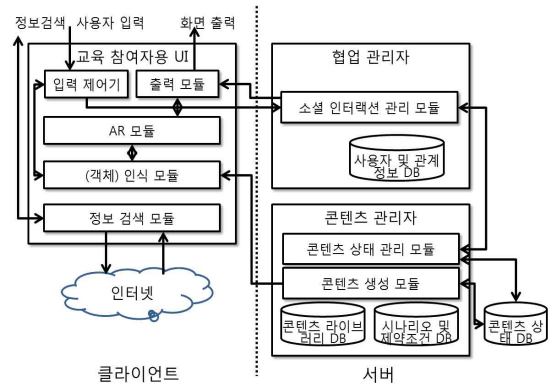 정보검색 사용자 입력 화면 출력
교육 참여자용 UI
입력 제어기
출력 모듈
AR 모듈
(객체) 인식 모듈
정보 검색 모듈
인터넷
클라이언트
협업 관리자
소셜 인터랙션 관리 모듈
사용자 및 관계
정보 DB
콘텐츠 관리자
콘텐츠 상태 관리 모듈
콘텐츠 생성 모듈
콘텐츠 라이브
러리 DB
시나리오 및
제약조건 DB
콘텐츠 상
태 DB
서버